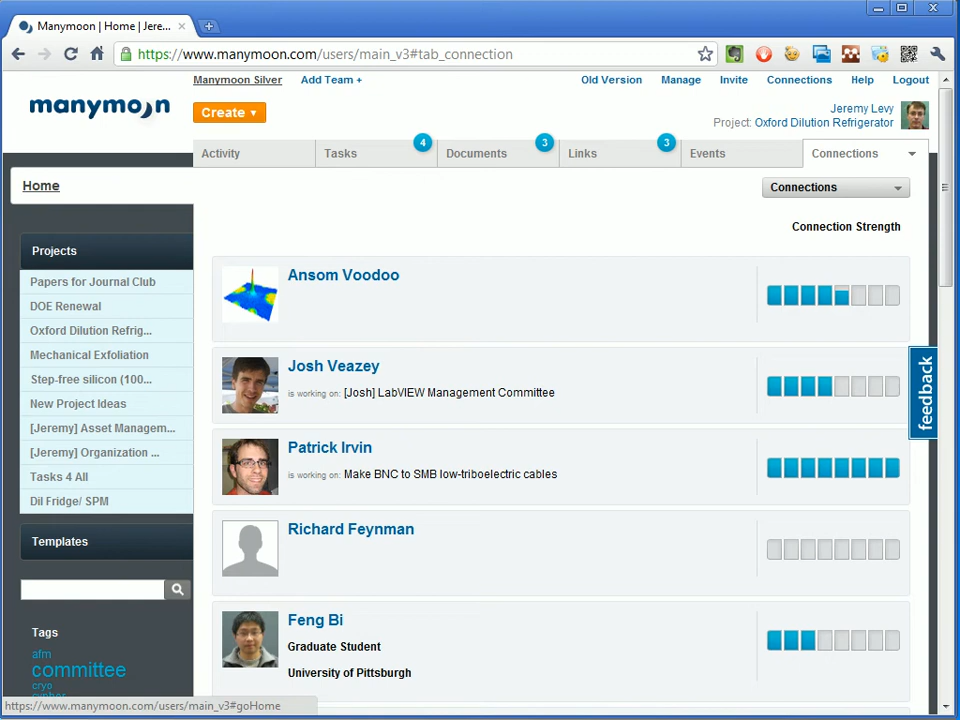 Manymoon | Home | Jere...
https://www.manymoon.com/users/main_v3#tab_connection
Manymoon Silver
Add Team +
Old Version
Manage
Invite
Connections
Help
Logout
manymoon
Create
Jeremy Levy
Project: Oxford Dilution Refrigerator
Activity
Tasks
4
Documents
3
Links
3
Events
Connections
Home
Connections
Connection Strength
Projects
Papers for Journal Club
DOE Renewal
Oxford Dilution Refrig...
Mechanical Exfoliation
Step-free silicon (100...
New Project Ideas
[Jeremy] Asset Managem...
[Jeremy] Organization ...
Tasks 4 All
Dil Fridge/ SPM
Templates
Tags
afm
committee
cryo
cypher
Ansom Voodoo
Josh Veazey
is working on: [Josh] LabVIEW Management Committee
Patrick Irvin
is working on: Make BNC to SMB low-triboelectric cables
Richard Feynman
Feng Bi
Graduate Student
University of Pittsburgh
feedback
https://www.manymoon.com/users/main_v3#goHome